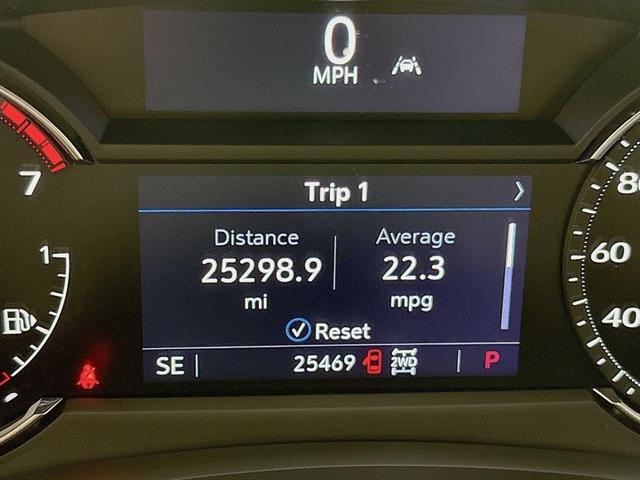 0
MPH
7
Trip 1
80
Distance Average
1
25298.9 22.3
60
mi mpg
Reset
40
SE 25469 2WD P